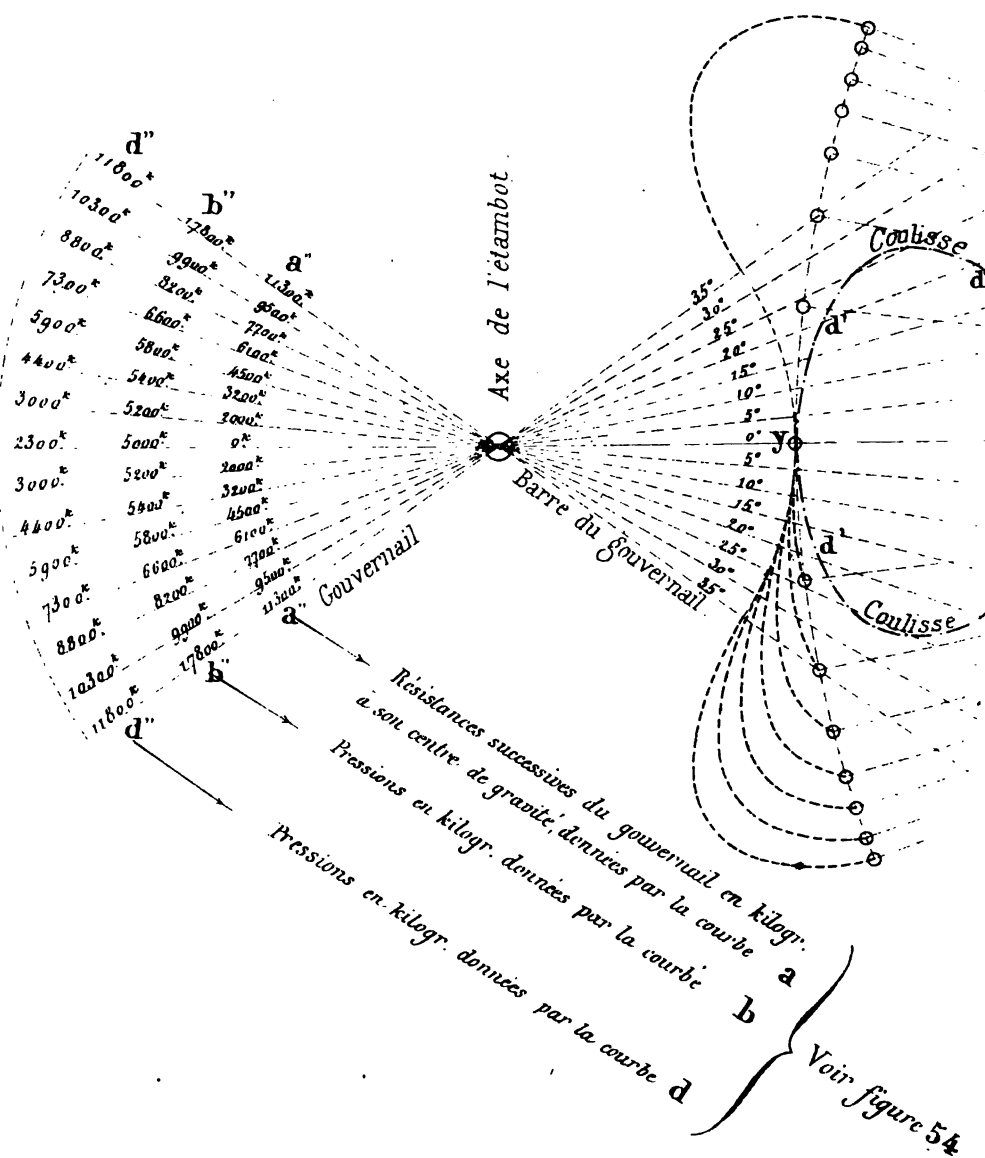 d"
11800ᵏ
b"
17800ᵏ
a"
11300ᵏ
10300ᵏ
9900ᵏ
9500ᵏ
8800ᵏ
8200ᵏ
7700ᵏ
7300ᵏ
6600ᵏ
6100ᵏ
5900ᵏ
5800ᵏ
4500ᵏ
4400ᵏ
5400ᵏ
3200ᵏ
3000ᵏ
5200ᵏ
2000ᵏ
2300ᵏ
5000ᵏ
0ᵏ
3000ᵏ
5200ᵏ
2000ᵏ
4400ᵏ
5400ᵏ
3200ᵏ
5900ᵏ
5800ᵏ
4500ᵏ
7300ᵏ
6600ᵏ
6100ᵏ
8800ᵏ
8200ᵏ
7700ᵏ
10300ᵏ
9900ᵏ
9500ᵏ
11800ᵏ
17800ᵏ
11300ᵏ
d"
b"
a"
Axe de l'étambot
Gouvernail
Barre du gouvernail
35°
30°
25°
20°
15°
10°
5°
0°
5°
10°
15°
20°
25°
30°
35°
y
Coulisse
d
d'
d'
Coulisse
Résistances successives du gouvernail en kilogr.
a son centre de gravité, données par la courbe a
Pressions en kilogr. données par la courbe b
Pressions en kilogr. données par la courbe d
Voir figure 54